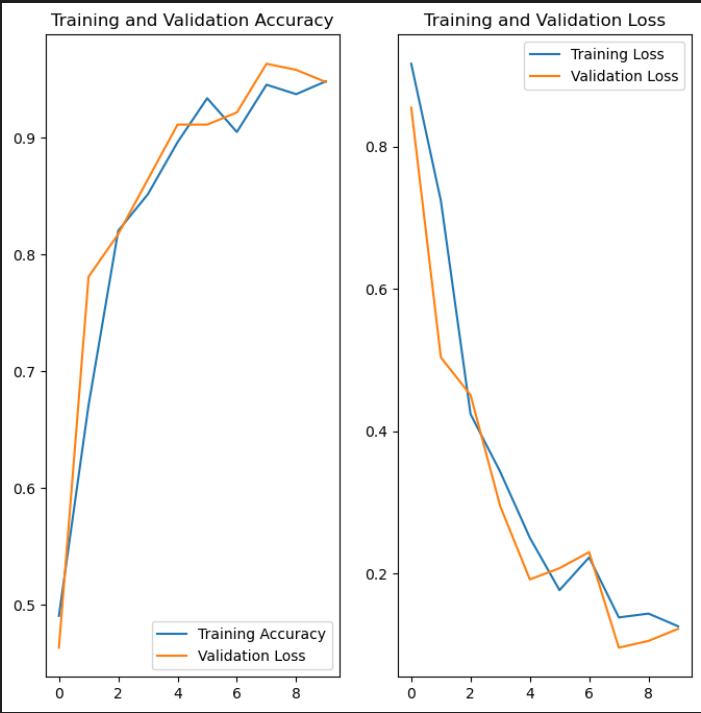 Training and Validation Accuracy
0.9
0.8
0.7
0.6
0.5
Training Accuracy
Validation Loss
0 2 4 6 8
Training and Validation Loss
Training Loss
Validation Loss
0.8
0.6
0.4
0.2
0 2 4 6 8